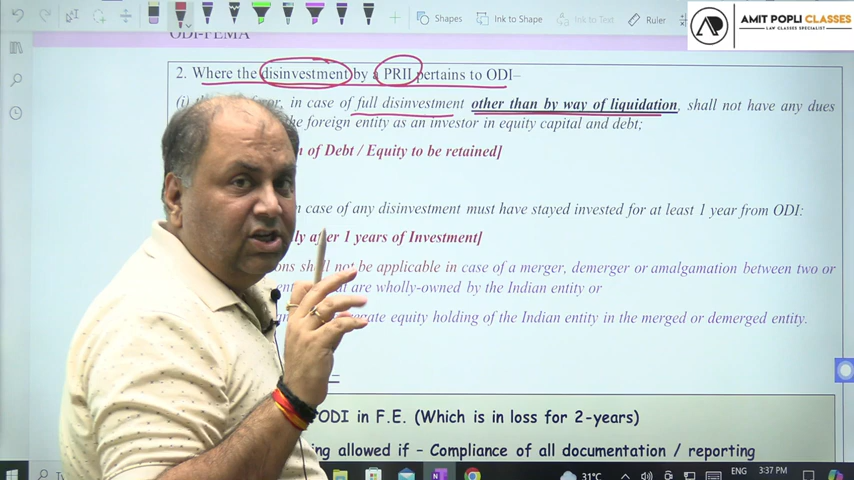 Shapes
Ink to Shape
Ink to Text
Ruler
AMIT POPLI CLASSES
LAW CLASSES SPECIALIST
ODI-FEMA
2. Where the disinvestment by a PRII pertains to ODI–
in case of full disinvestment other than by way of liquidation, shall not have any dues
the foreign entity as an investor in equity capital and debt;
of Debt / Equity to be retained]
in case of any disinvestment must have stayed invested for at least 1 year from ODI:
after 1 years of Investment]
shall not be applicable in case of a merger, demerger or amalgamation between two or
are wholly-owned by the Indian entity or
equity holding of the Indian entity in the merged or demerged entity.
ODI in F.E. (Which is in loss for 2-years)
allowed if – Compliance of all documentation / reporting
31°C
ENG
3:37 PM